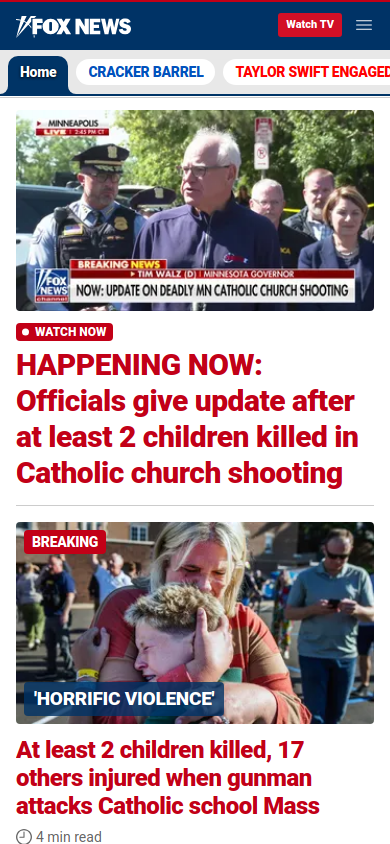 FOX NEWS
Watch TV
Home
CRACKER BARREL
TAYLOR SWIFT ENGAGED
MINNEAPOLIS
LIVE 2:45 PM CT
BREAKING NEWS
TIM WALZ (D) | MINNESOTA GOVERNOR
FOX NEWS channel
NOW: UPDATE ON DEADLY MN CATHOLIC CHURCH SHOOTING
WATCH NOW
HAPPENING NOW:
Officials give update after
at least 2 children killed in
Catholic church shooting
BREAKING
'HORRIFIC VIOLENCE'
At least 2 children killed, 17
others injured when gunman
attacks Catholic school Mass
4 min read